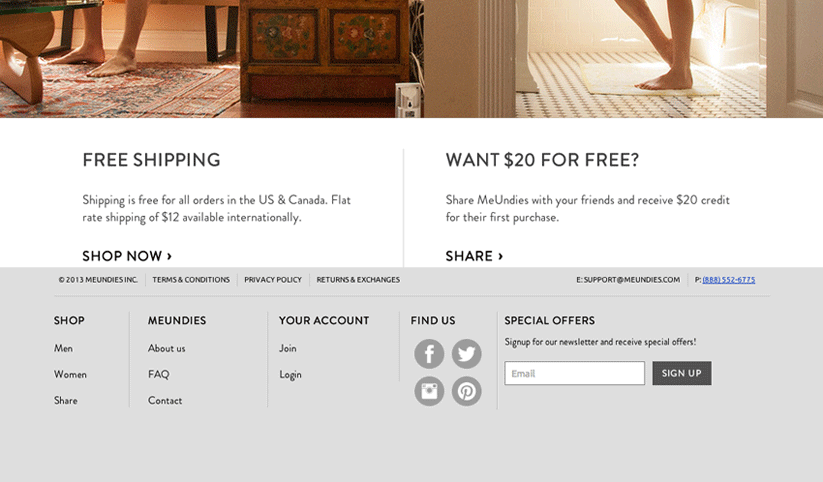 FREE SHIPPING
Shipping is free for all orders in the US & Canada. Flat
rate shipping of $12 available internationally.
SHOP NOW ›
WANT $20 FOR FREE?
Share MeUndies with your friends and receive $20 credit
for their first purchase.
SHARE ›
© 2013 MEUNDIES INC. TERMS & CONDITIONS PRIVACY POLICY RETURNS & EXCHANGES E: SUPPORT@MEUNDIES.COM P: (888) 552-6775
SHOP
Men
Women
Share
MEUNDIES
About us
FAQ
Contact
YOUR ACCOUNT
Join
Login
FIND US
SPECIAL OFFERS
Signup for our newsletter and receive special offers!
Email
SIGN UP